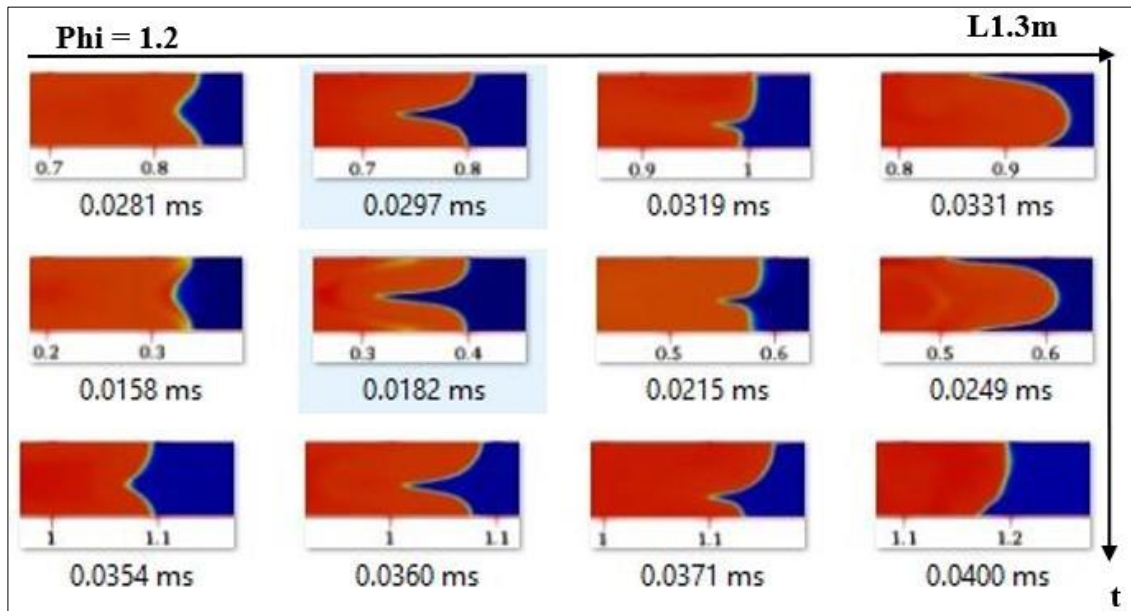 Phi = 1.2 L1.3m
0.7 0.8 0.7 0.8 0.9 1 0.8 0.9
0.0281 ms 0.0297 ms 0.0319 ms 0.0331 ms
0.2 0.3 0.3 0.4 0.5 0.6 0.5 0.6
0.0158 ms 0.0182 ms 0.0215 ms 0.0249 ms
1 1.1 1 1.1 1 1.1 1.1 1.2
0.0354 ms 0.0360 ms 0.0371 ms 0.0400 ms
t